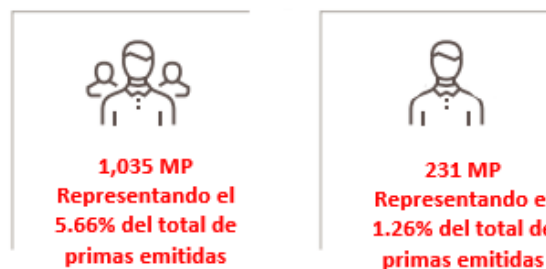 1,035 MP
Representando el
5.66% del total de
primas emitidas
231 MP
Representando e
1.26% del total de
primas emitidas